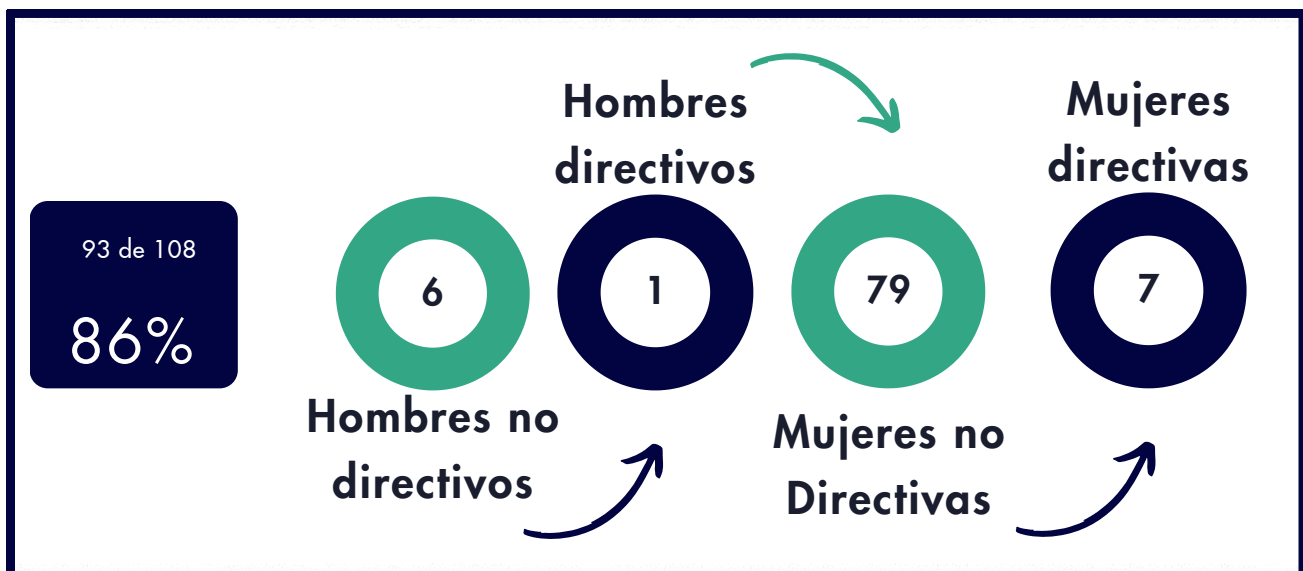 93 de 108
86%
6
Hombres no
directivos
Hombres
directivos
1
79
Mujeres no
Directivas
Mujeres
directivas
7